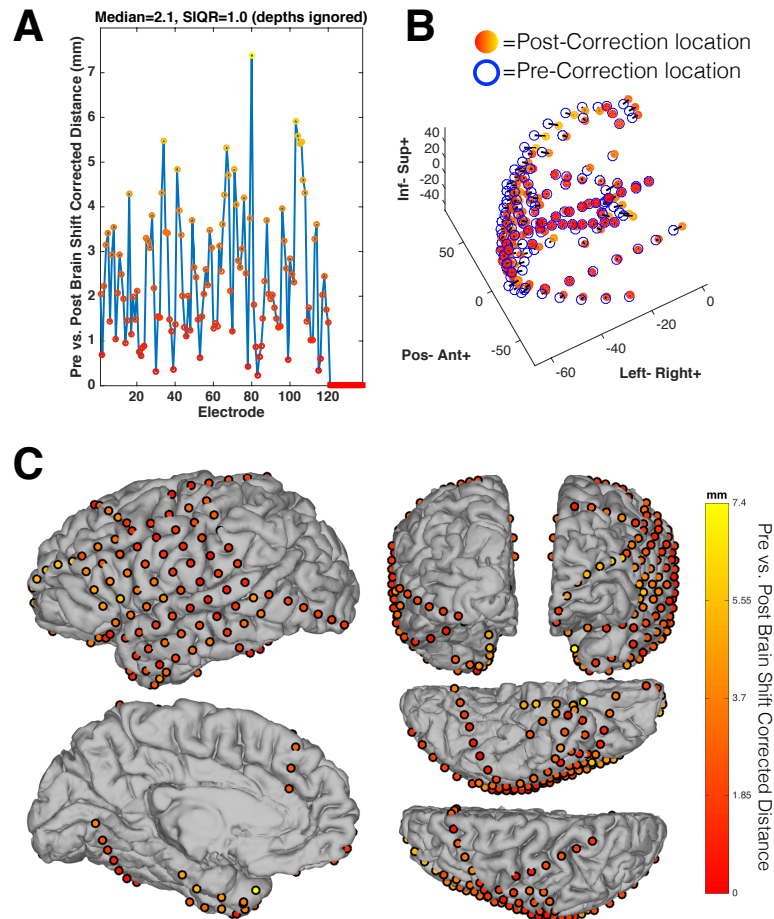 A
Median=2.1, SIQR=1.0 (depths ignored)
Pre vs. Post Brain Shift Corrected Distance (mm)
7
6
5
4
3
2
1
0
20
40
60
80
100
120
Electrode
B
=Post-Correction location
=Pre-Correction location
Inf- Sup+
40
20
0
-20
-40
50
0
-50
Pos- Ant+
0
-20
-40
-60
Left- Right+
C
mm
7.4
5.55
3.7
1.85
0
Pre vs. Post Brain Shift Corrected Distance